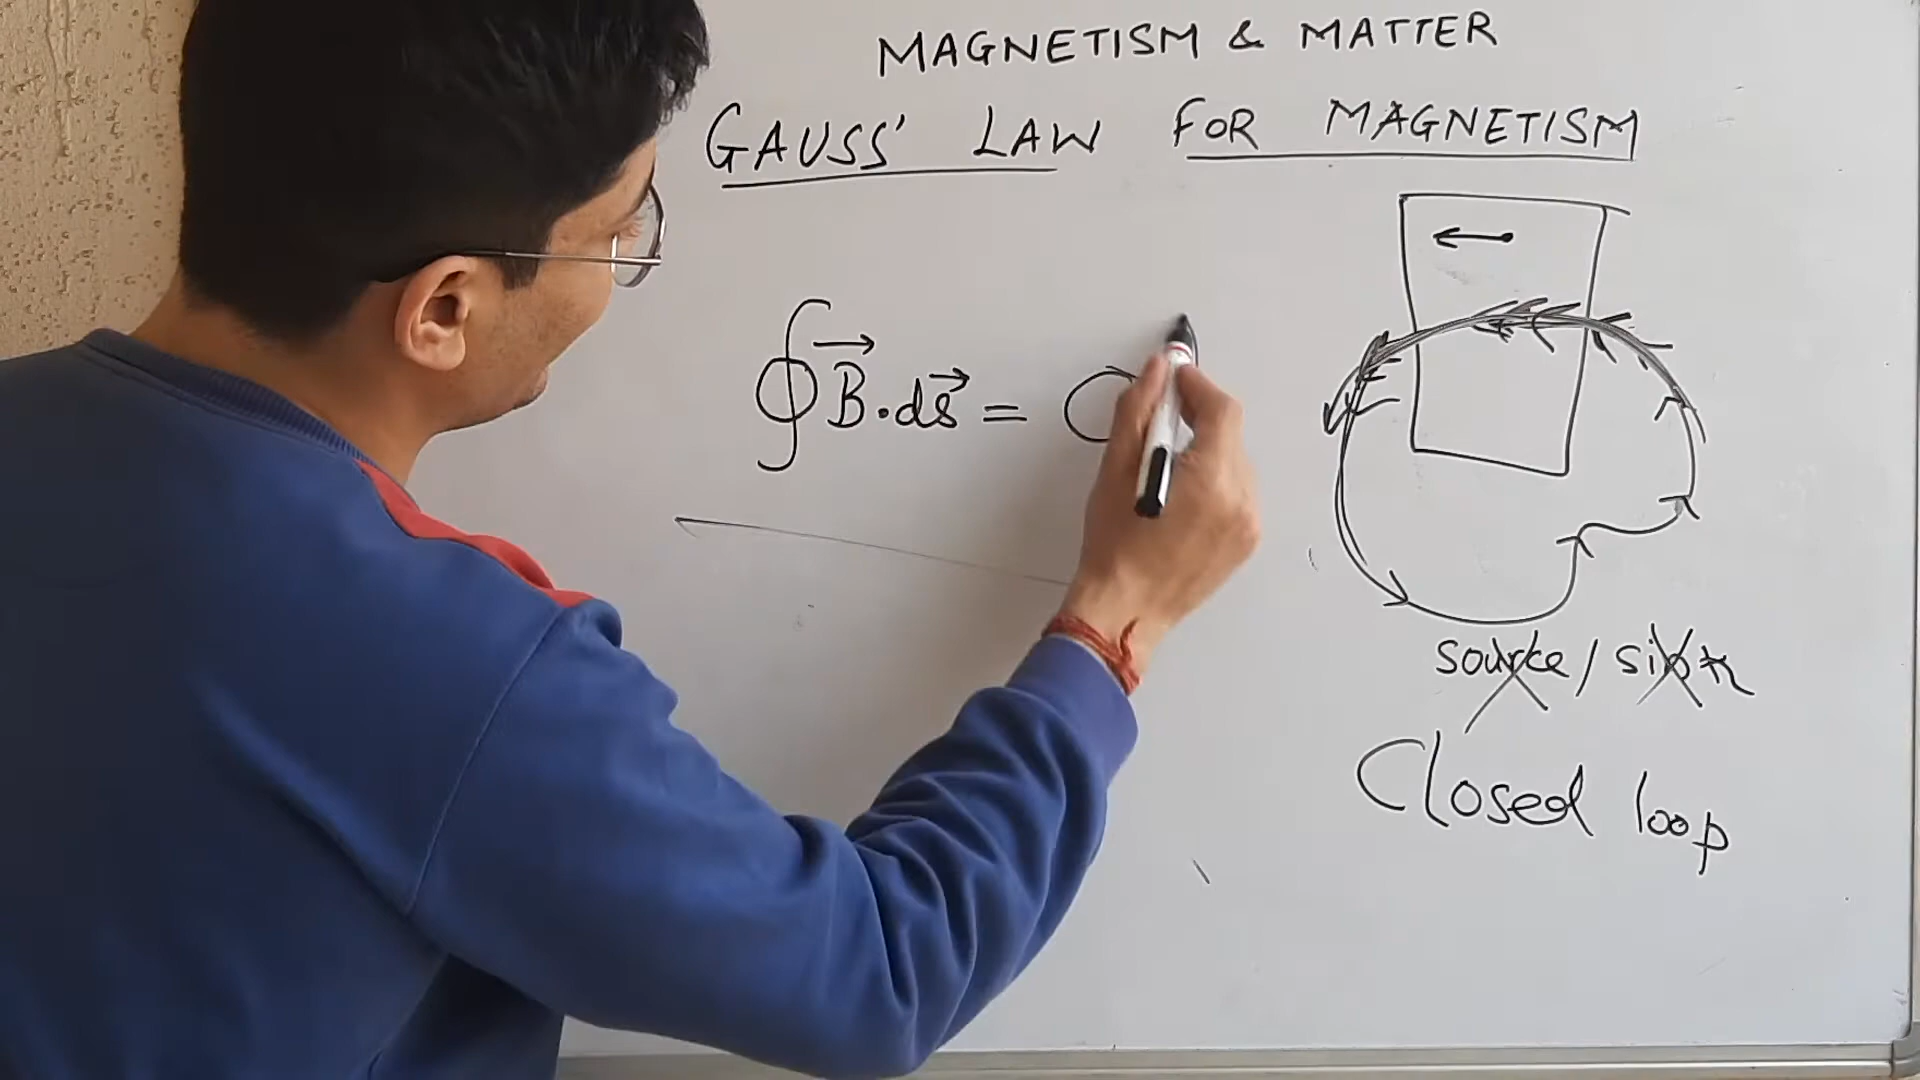 MAGNETISM & MATTER
GAUSS' LAW FOR MAGNETISM
∮B⃗·ds⃗ =
source / sink
Closed loop